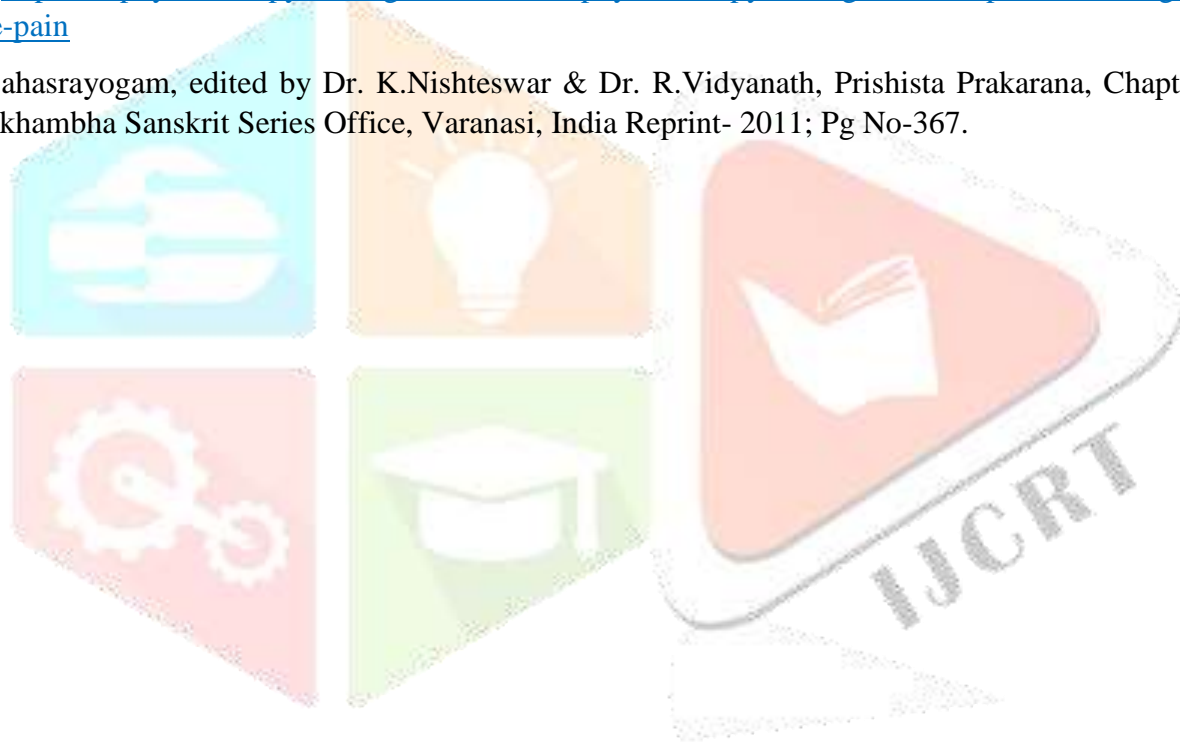 e-pain
ahasrayogam, edited by Dr. K.Nishteswar & Dr. R.Vidyanath, Prishista Prakarana, Chapt
khambha Sanskrit Series Office, Varanasi, India Reprint- 2011; Pg No-367.
IJCRT